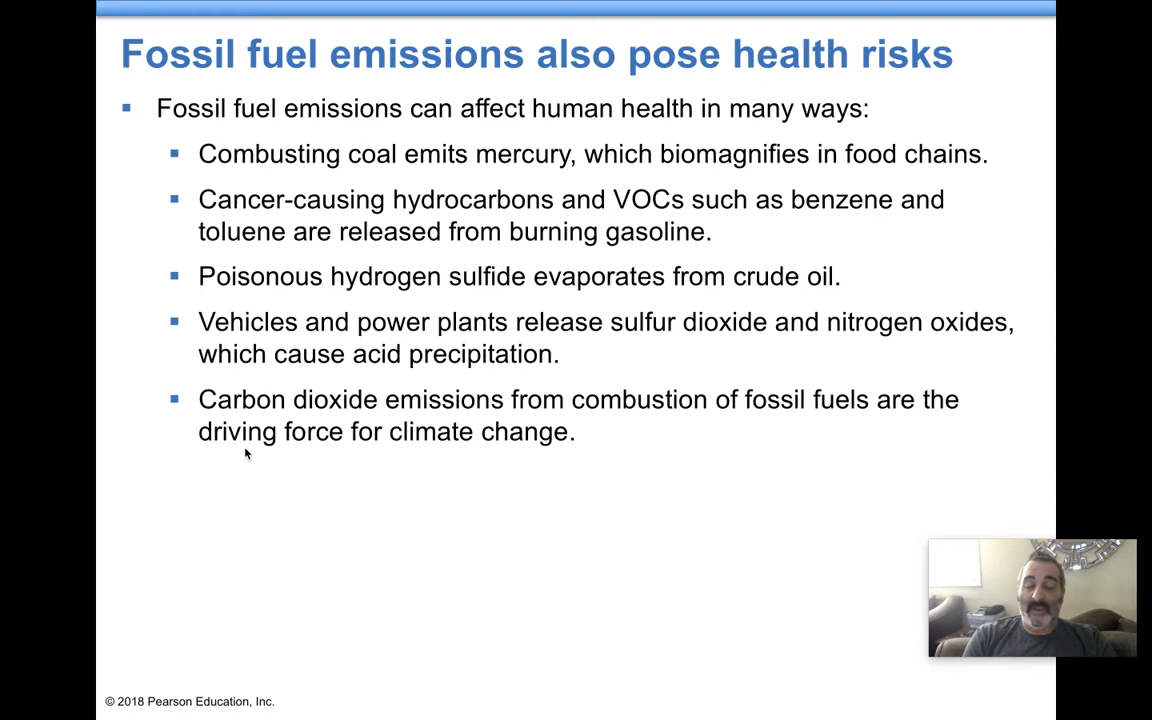 Fossil fuel emissions also pose health risks
Fossil fuel emissions can affect human health in many ways:
Combusting coal emits mercury, which biomagnifies in food chains.
Cancer-causing hydrocarbons and VOCs such as benzene and
toluene are released from burning gasoline.
Poisonous hydrogen sulfide evaporates from crude oil.
Vehicles and power plants release sulfur dioxide and nitrogen oxides,
which cause acid precipitation.
Carbon dioxide emissions from combustion of fossil fuels are the
driving force for climate change.
© 2018 Pearson Education, Inc.